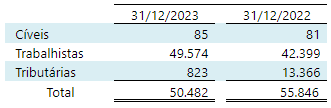 31/12/2023 31/12/2022
Cíveis 85 81
Trabalhistas 49.574 42.399
Tributárias 823 13.366
Total 50.482 55.846